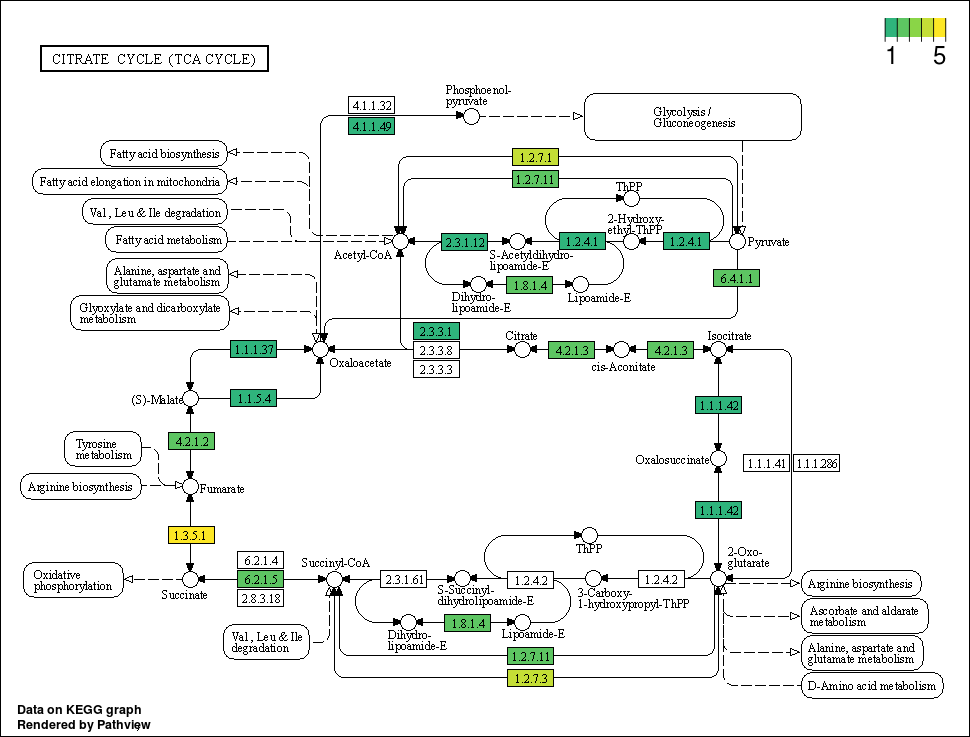 1 5
CITRATE CYCLE (TCA CYCLE)
Phosphoenol-
pyruvate
4.1.1.32
4.1.1.49
Glycolysis /
Gluconeogenesis
Fatty acid biosynthesis
1.2.7.1
Fatty acid elongation in mitochondria
1.2.7.11
ThPP
Val, Leu & Ile degradation
2-Hydroxy-
ethyl-ThPP
Fatty acid metabolism
2.3.1.12
1.2.4.1
1.2.4.1
Pyruvate
Acetyl-CoA
S-Acetyldihydro-
lipoamide-E
Alanine, aspartate and
glutamate metabolism
1.8.1.4
6.4.1.1
Dihydro-
lipoamide-E
Lipoamide-E
Glyoxylate and dicarboxylate
metabolism
2.3.3.1
Citrate
Isocitrate
1.1.1.37
2.3.3.8
4.2.1.3
4.2.1.3
Oxaloacetate
2.3.3.3
cis-Aconitate
(S)-Malate
1.1.5.4
1.1.1.42
4.2.1.2
Tyrosine
metabolism
Oxalosuccinate
1.1.1.41
1.1.1.286
Arginine biosynthesis
Fumarate
1.1.1.42
1.3.5.1
ThPP
2-Oxo-
glutarate
6.2.1.4
Succinyl-CoA
Oxidative
phosphorylation
6.2.1.5
2.3.1.61
1.2.4.2
1.2.4.2
Succinate
2.8.3.18
S-Succinyl-
dihydrolipoamide-E
3-Carboxy-
1-hydroxypropyl-ThPP
Arginine biosynthesis
Ascorbate and aldarate
metabolism
1.8.1.4
Dihydro-
lipoamide-E
Lipoamide-E
Val, Leu & Ile
degradation
1.2.7.11
Alanine, aspartate and
glutamate metabolism
1.2.7.3
D-Amino acid metabolism
Data on KEGG graph
Rendered by Pathview